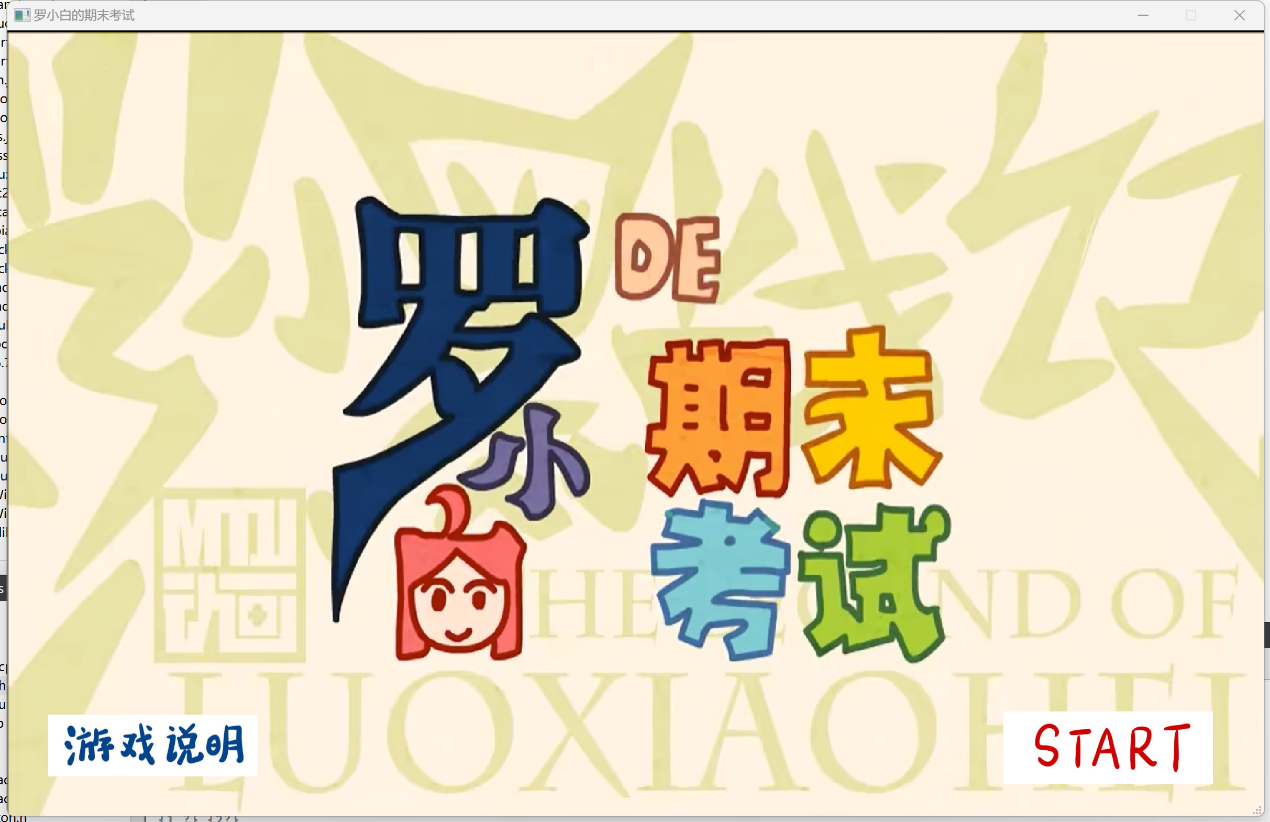 罗小白的期末考试
罗小白
DE
期末
考试
THE LEGEND OF
LUOXIAOHEI
游戏说明
START